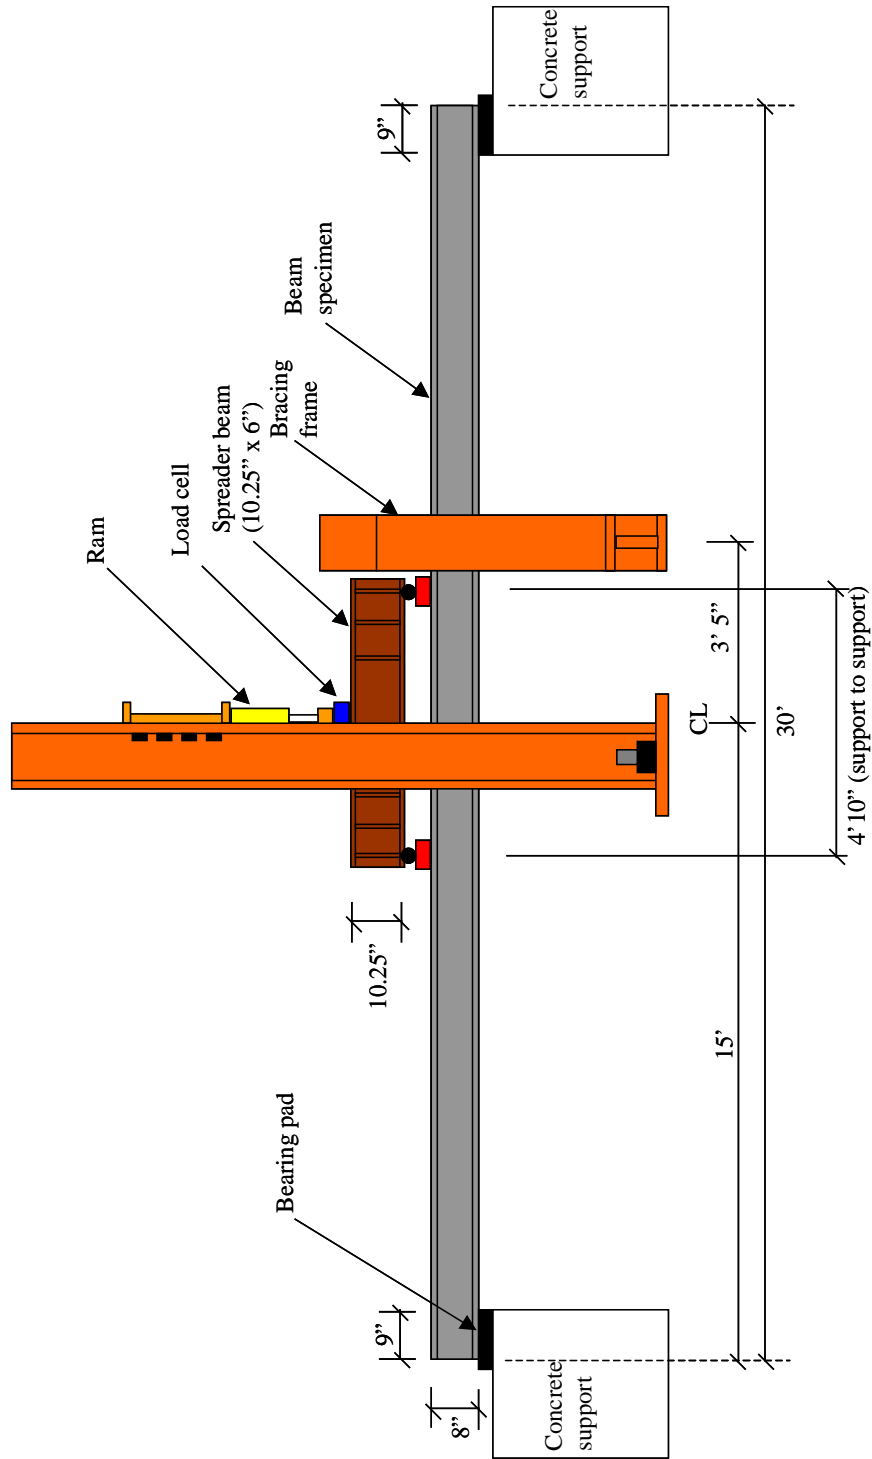 Ram
Load cell
Spreader beam
(10.25” x 6”)
Bracing
frame
Beam
specimen
Bearing pad
10.25”
9”
9”
8”
Concrete
support
Concrete
support
CL
15’
3’ 5”
30’
4’10” (support to support)